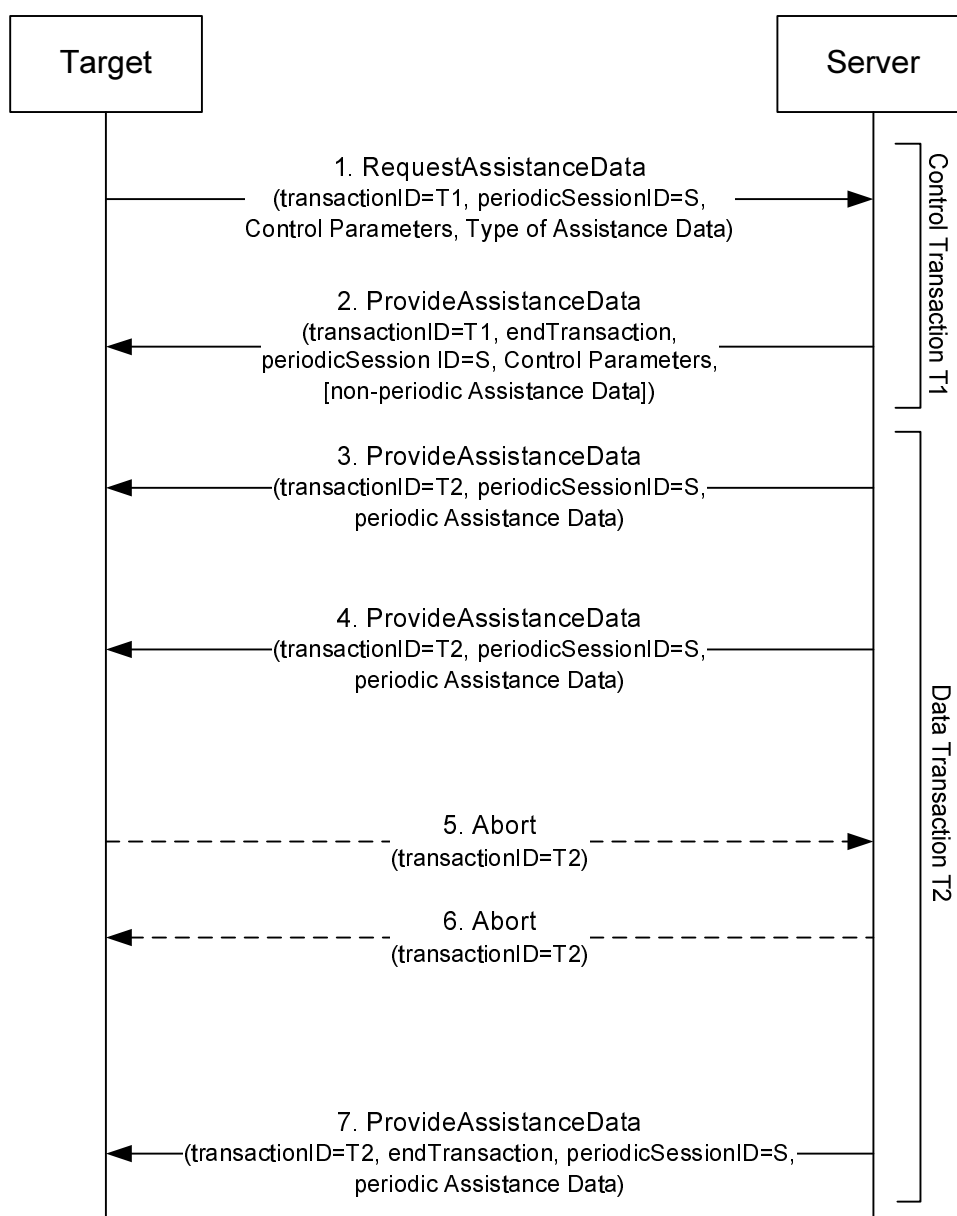 Target
Server
1. RequestAssistanceData
(transactionID=T1, periodicSessionID=S,
Control Parameters, Type of Assistance Data)
Control Transaction T1
2. ProvideAssistanceData
(transactionID=T1, endTransaction,
periodicSession ID=S, Control Parameters,
[non-periodic Assistance Data])
3. ProvideAssistanceData
(transactionID=T2, periodicSessionID=S,
periodic Assistance Data)
4. ProvideAssistanceData
(transactionID=T2, periodicSessionID=S,
periodic Assistance Data)
Data Transaction T2
5. Abort
(transactionID=T2)
6. Abort
(transactionID=T2)
7. ProvideAssistanceData
(transactionID=T2, endTransaction, periodicSessionID=S,
periodic Assistance Data)